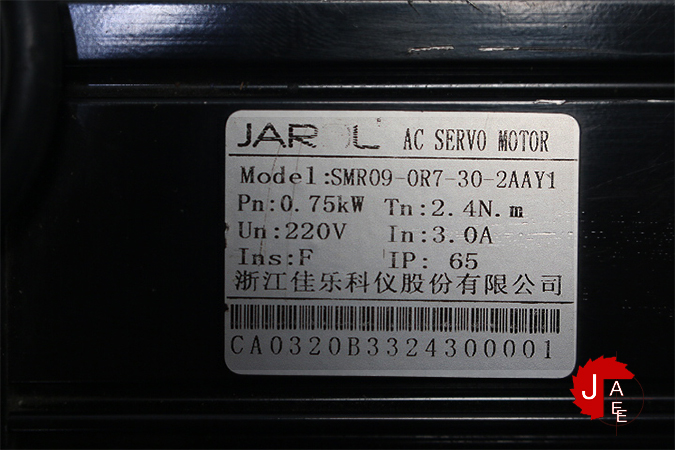 AC SERVO MOTOR
Model:SMR09-0R7-30-2AAY1
Pn:0.75kW Tn:2.4N.m
Un:220V In:3.0A
Ins:F IP: 65
浙江佳乐科仪股份有限公司
CA0320B3324300001
JAEE